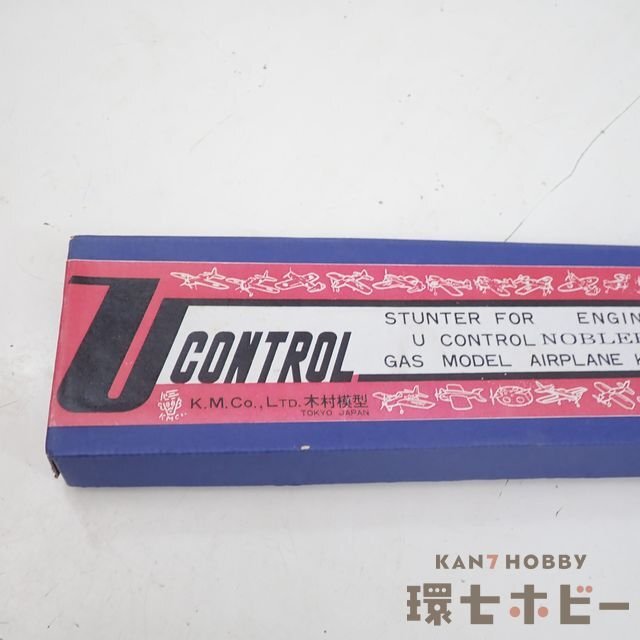 U CONTROL
STUNTER FOR ENGIN
U CONTROL NOBLER
GAS MODEL AIRPLANE K
K.M.CO.,LTD. 木村模型
TOKYO JAPAN
K.M.Co.
KAN7 HOBBY
環七ホビー